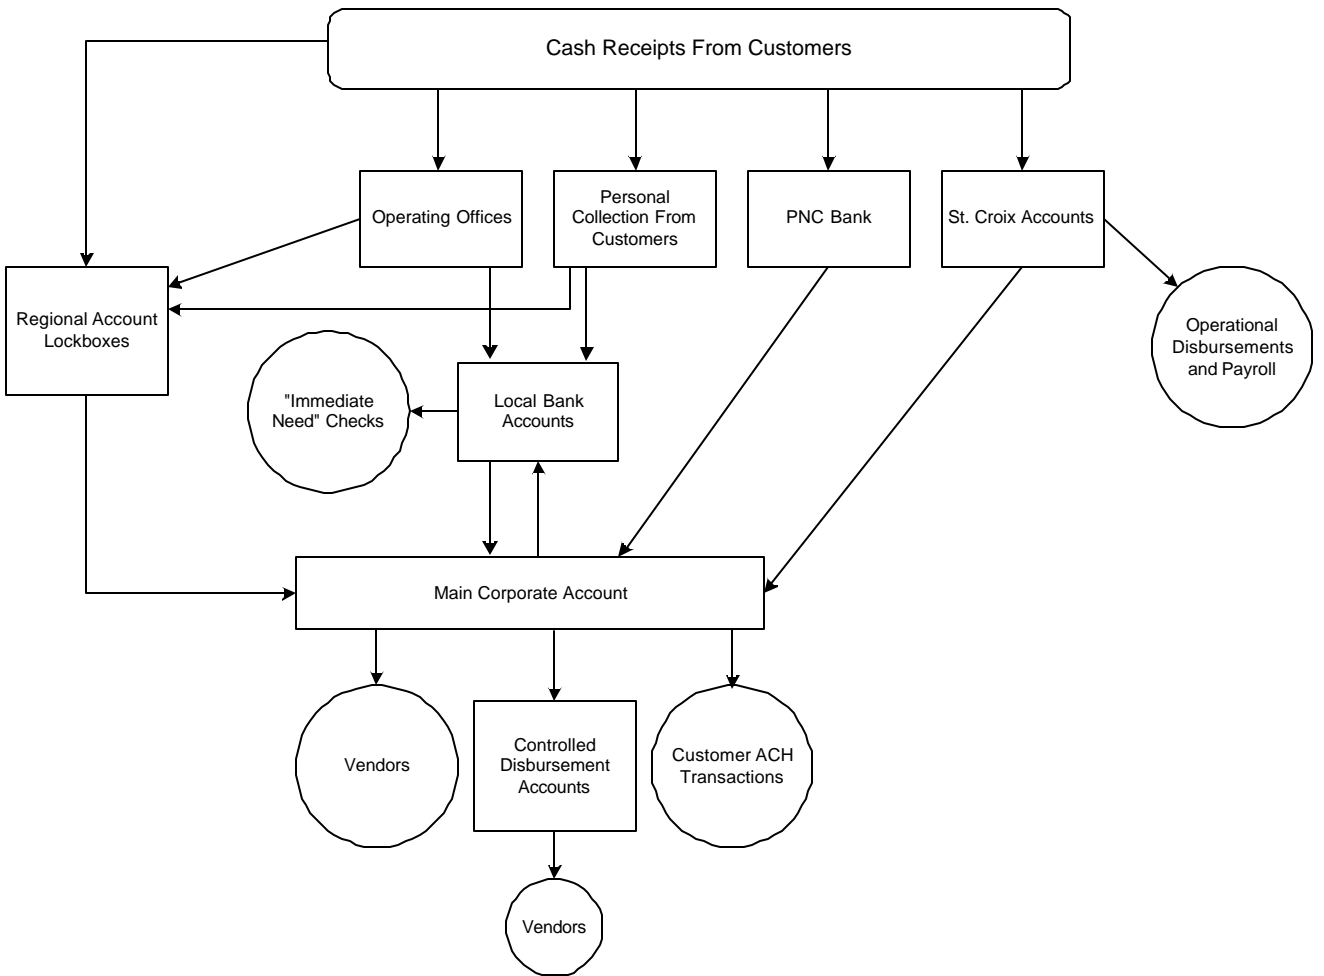 Cash Receipts From Customers
Operating Offices
Personal
Collection From
Customers
PNC Bank
St. Croix Accounts
Regional Account
Lockboxes
Operational
Disbursements
and Payroll
"Immediate
Need" Checks
Local Bank
Accounts
Main Corporate Account
Vendors
Controlled
Disbursement
Accounts
Customer ACH
Transactions
Vendors